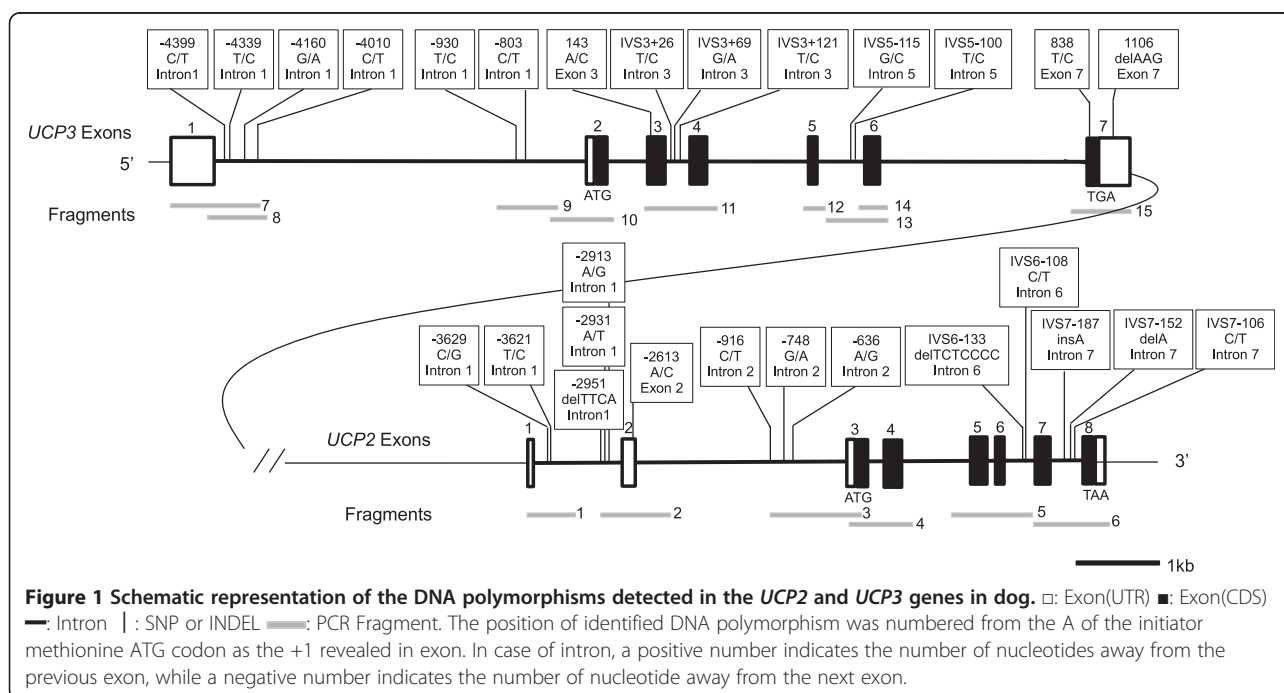 -4399
C/T
Intron1
-4339
T/C
Intron 1
-4160
G/A
Intron 1
-4010
C/T
Intron 1
-930
T/C
Intron 1
-803
C/T
Intron 1
143
A/C
Exon 3
IVS3+26
T/C
Intron 3
IVS3+69
G/A
Intron 3
IVS3+121
T/C
Intron 3
IVS5-115
G/C
Intron 5
IVS5-100
T/C
Intron 5
838
T/C
Exon 7
1106
delAAG
Exon 7
UCP3 Exons
1 2 3 4 5 6 7
5’
ATG TGA
Fragments
7 8 9 10 11 12 13 14 15
-2913
A/G
Intron 1
-2931
A/T
Intron 1
-2951
delTTCA
Intron1
-3629
C/G
Intron 1
-3621
T/C
Intron 1
-2613
A/C
Exon 2
-916
C/T
Intron 2
-748
G/A
Intron 2
-636
A/G
Intron 2
IVS6-133
delTCTCCCC
Intron 6
IVS6-108
C/T
Intron 6
IVS7-187
insA
Intron 7
IVS7-152
delA
Intron 7
IVS7-106
C/T
Intron 7
UCP2 Exons
1 2 3 4 5 6 7 8
3’
ATG TAA
Fragments
1 2 3 4 5 6
1kb
Figure 1 Schematic representation of the DNA polymorphisms detected in the UCP2 and UCP3 genes in dog. □: Exon(UTR) ■: Exon(CDS)
━: Intron | : SNP or INDEL ▬: PCR Fragment. The position of identified DNA polymorphism was numbered from the A of the initiator
methionine ATG codon as the +1 revealed in exon. In case of intron, a positive number indicates the number of nucleotides away from the
previous exon, while a negative number indicates the number of nucleotide away from the next exon.